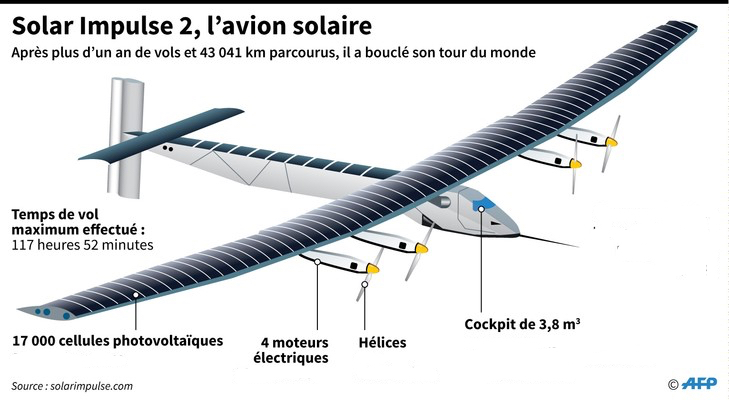 Solar Impulse 2, l’avion solaire
Après plus d’un an de vols et 43 041 km parcourus, il a bouclé son tour du monde
Temps de vol
maximum effectué :
117 heures 52 minutes
17 000 cellules photovoltaïques
4 moteurs
électriques
Hélices
Cockpit de 3,8 m³
Source : solarimpulse.com
© AFP